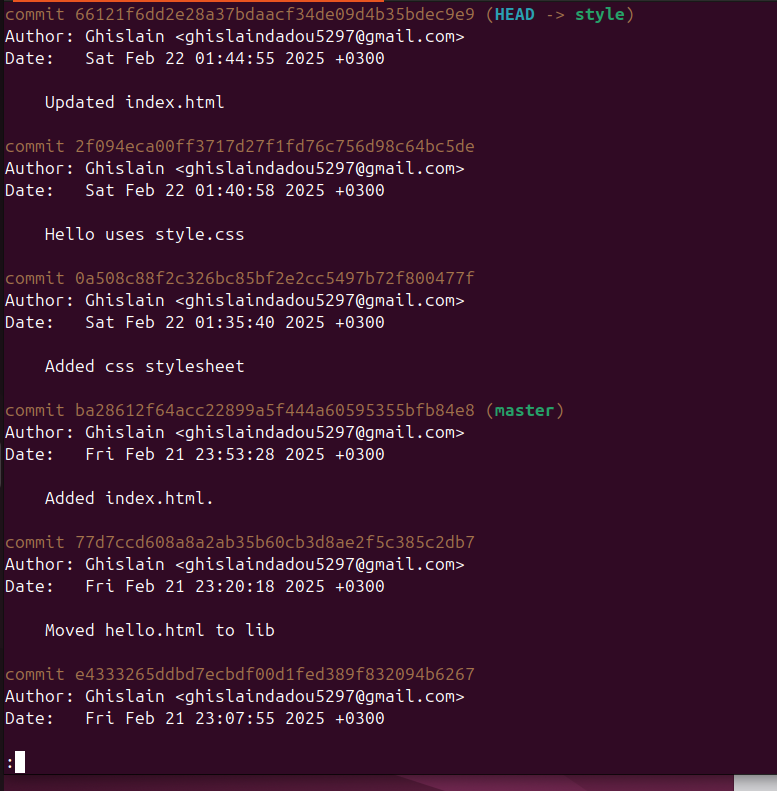 commit 66121f6dd2e28a37bdaacf34de09d4b35bdec9e9 (HEAD -> style)
Author: Ghislain <ghislaindadou5297@gmail.com>
Date:   Sat Feb 22 01:44:55 2025 +0300
Updated index.html
commit 2f094eca00ff3717d27f1fd76c756d98c64bc5de
Author: Ghislain <ghislaindadou5297@gmail.com>
Date:   Sat Feb 22 01:40:58 2025 +0300
Hello uses style.css
commit 0a508c88f2c326bc85bf2e2cc5497b72f800477f
Author: Ghislain <ghislaindadou5297@gmail.com>
Date:   Sat Feb 22 01:35:40 2025 +0300
Added css stylesheet
commit ba28612f64acc22899a5f444a60595355bfb84e8 (master)
Author: Ghislain <ghislaindadou5297@gmail.com>
Date:   Fri Feb 21 23:53:28 2025 +0300
Added index.html.
commit 77d7ccd608a8a2ab35b60cb3d8ae2f5c385c2db7
Author: Ghislain <ghislaindadou5297@gmail.com>
Date:   Fri Feb 21 23:20:18 2025 +0300
Moved hello.html to lib
commit e4333265ddbd7ecbdf00d1fed389f832094b6267
Author: Ghislain <ghislaindadou5297@gmail.com>
Date:   Fri Feb 21 23:07:55 2025 +0300
: